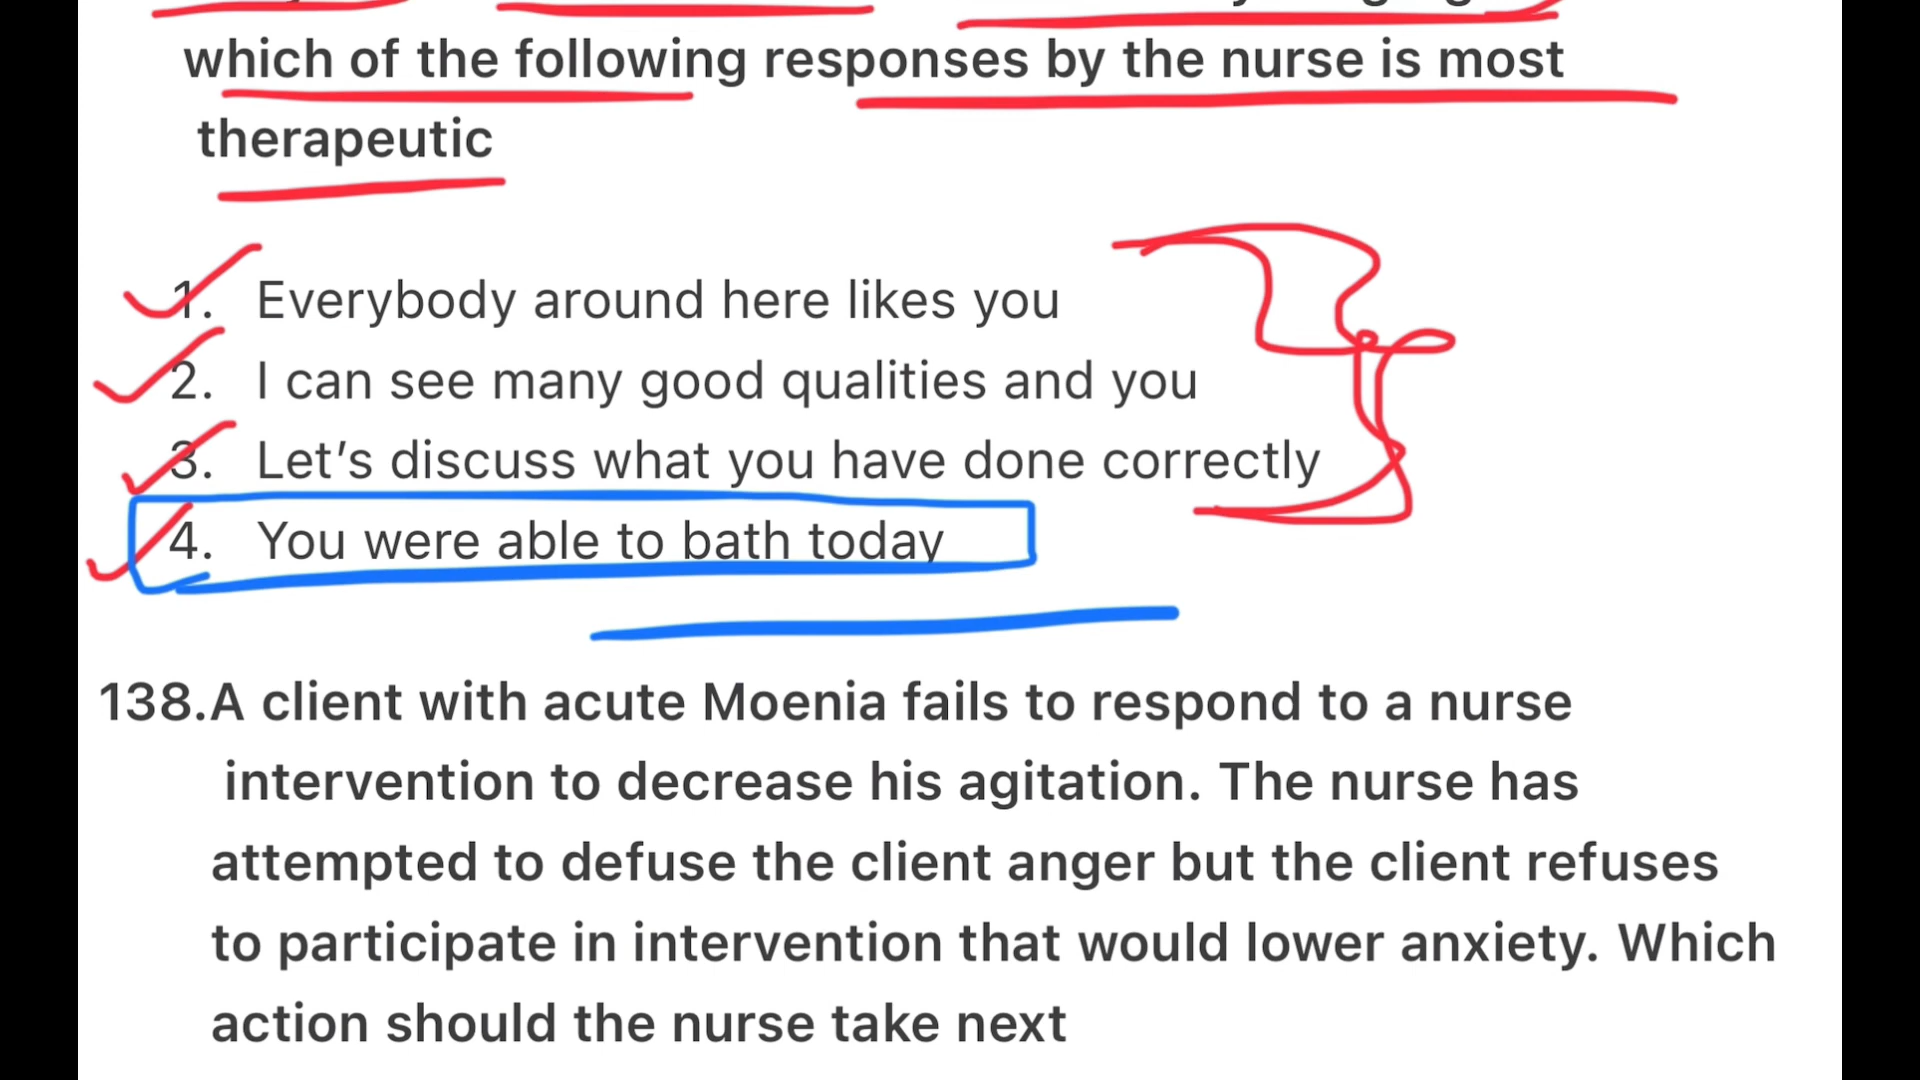 which of the following responses by the nurse is most
therapeutic
1. Everybody around here likes you
2. I can see many good qualities and you
3. Let's discuss what you have done correctly
4. You were able to bath today
138.A client with acute Moenia fails to respond to a nurse
intervention to decrease his agitation. The nurse has
attempted to defuse the client anger but the client refuses
to participate in intervention that would lower anxiety. Which
action should the nurse take next